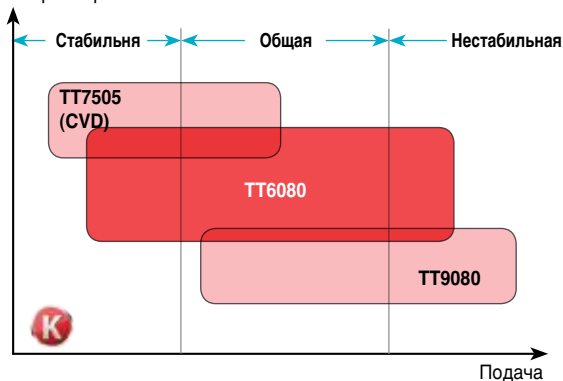 Стабильня
Общая
Нестабильная
TT7505
(CVD)
TT6080
TT9080
K
Подача